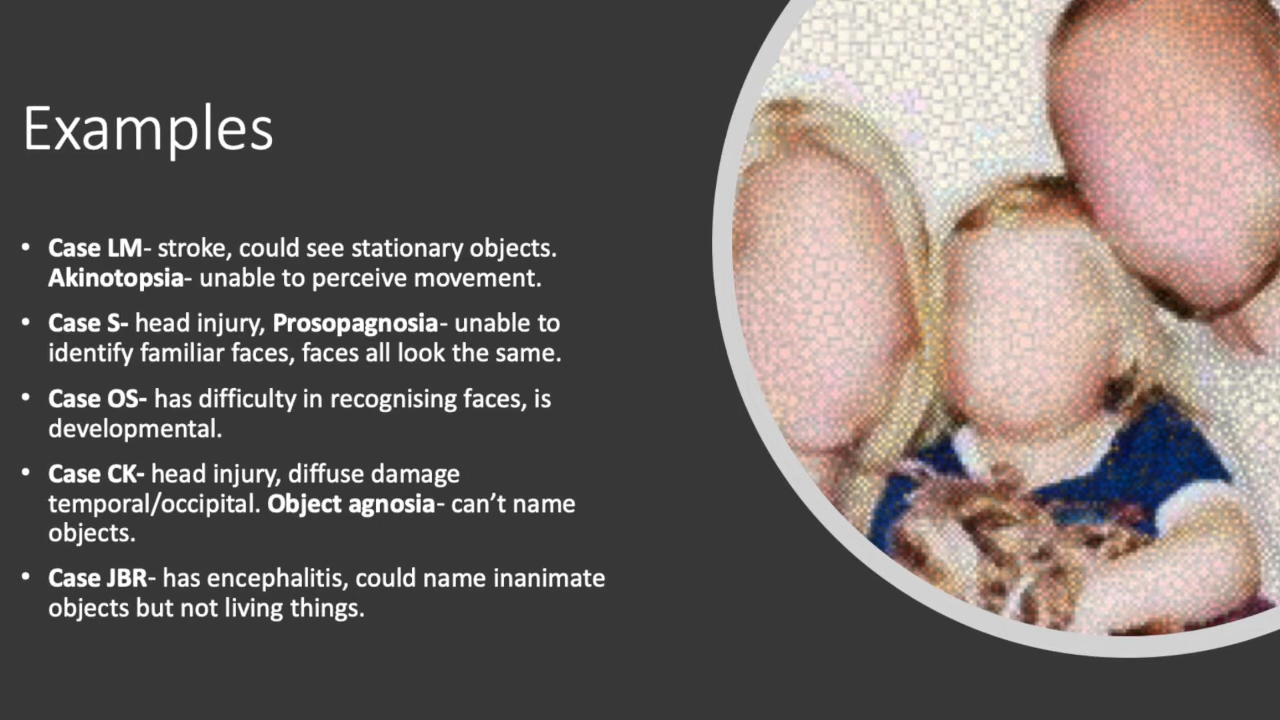 Examples
• Case LM- stroke, could see stationary objects.
Akinotopsia- unable to perceive movement.
• Case S- head injury, Prosopagnosia- unable to
identify familiar faces, faces all look the same.
• Case OS- has difficulty in recognising faces, is
developmental.
• Case CK- head injury, diffuse damage
temporal/occipital. Object agnosia- can’t name
objects.
• Case JBR- has encephalitis, could name inanimate
objects but not living things.